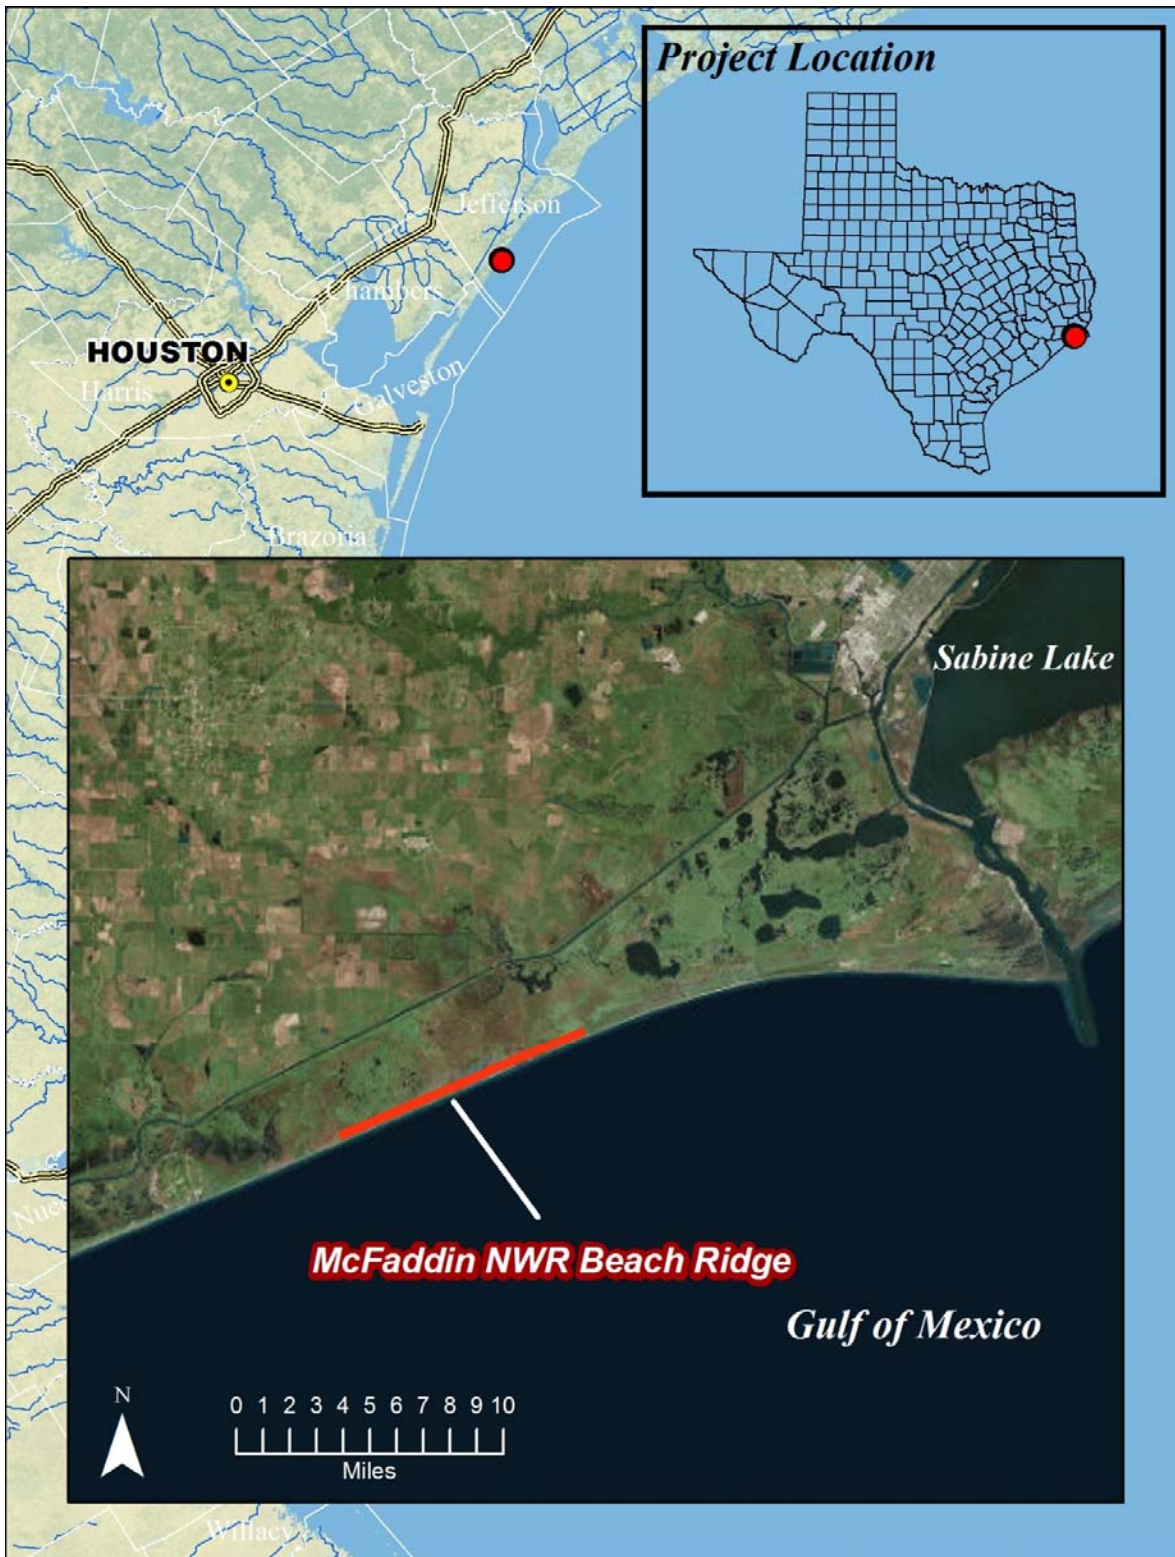 Project Location
Jefferson
Chambers
HOUSTON
Harris
Galveston
Brazoria
Sabine Lake
McFaddin NWR Beach Ridge
Gulf of Mexico
N
0 1 2 3 4 5 6 7 8 9 10
Miles
Willacy